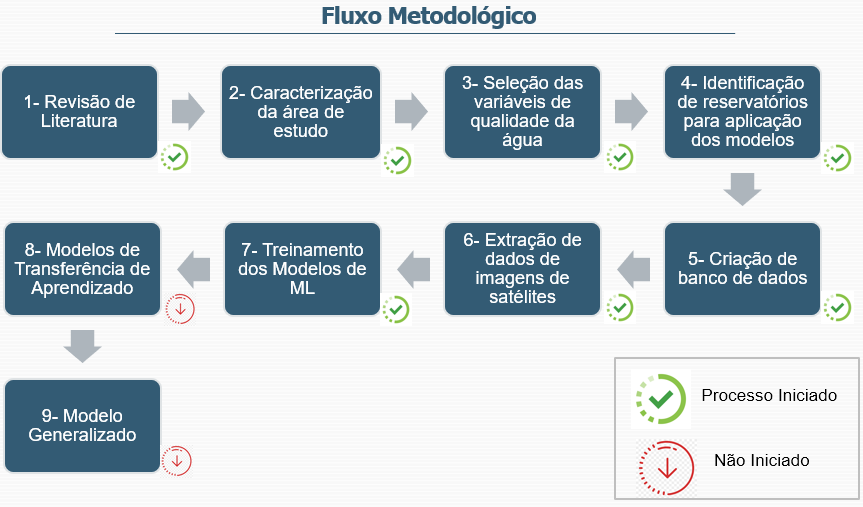 Fluxo Metodológico
1- Revisão de
Literatura
2- Caracterização
da área de
estudo
3- Seleção das
variáveis de
qualidade da
água
4- Identificação
de reservatórios
para aplicação
dos modelos
8- Modelos de
Transferência de
Aprendizado
7- Treinamento
dos Modelos de
ML
6- Extração de
dados de
imagens de
satélites
5- Criação de
banco de dados
9- Modelo
Generalizado
Processo Iniciado
Não Iniciado